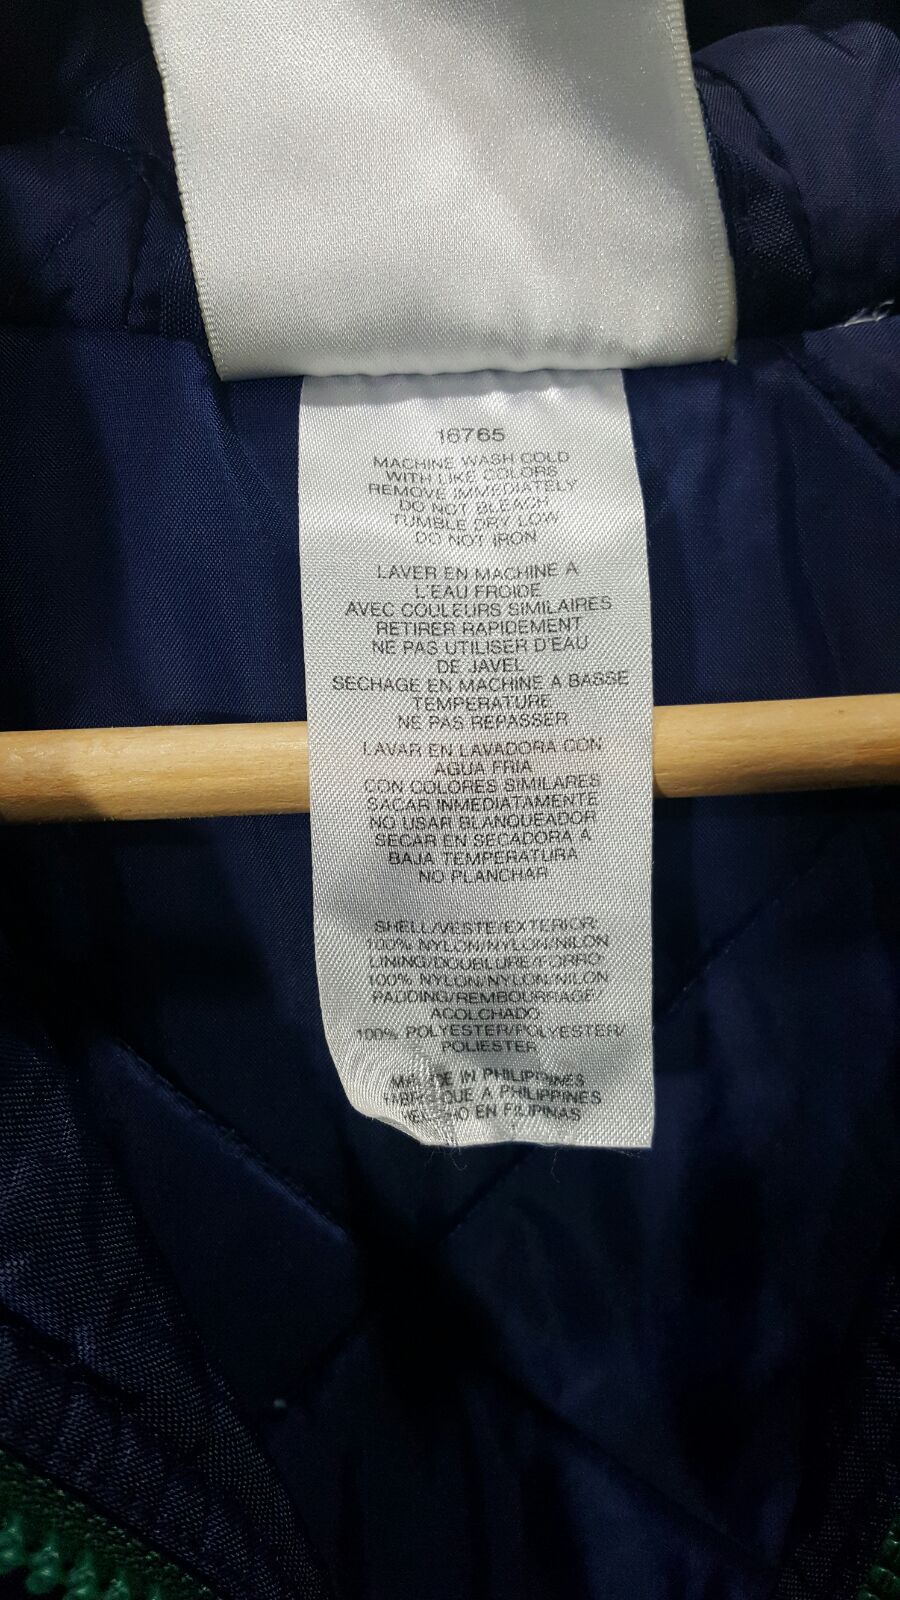 16765
MACHINE WASH COLD
WITH LIKE COLORS
REMOVE IMMEDIATELY
DO NOT BLEACH
TUMBLE DRY LOW
DO NOT IRON
LAVER EN MACHINE A
L'EAU FROIDE
AVEC COULEURS SIMILAIRES
RETIRER RAPIDEMENT
NE PAS UTILISER D'EAU
DE JAVEL
SECHAGE EN MACHINE A BASSE
TEMPERATURE
NE PAS REPASSER
LAVAR EN LAVADORA CON
AGUA FRIA
CON COLORES SIMILARES
SACAR INMEDIATAMENTE
NO USAR BLANQUEADOR
SECAR EN SECADORA A
BAJA TEMPERATURA
NO PLANCHAR
SHELL/VESTE/EXTERIOR:
100% NYLON/NYLON/NILON
LINING/DOUBLURE/FORRO:
100% NYLON/NYLON/NILON
PADDING/REMBOURRAGE/
ACOLCHADO:
100% POLYESTER/POLYESTER/
POLIESTER
MADE IN PHILIPPINES
FABRIQUE A PHILIPPINES
HECHO EN FILIPINAS